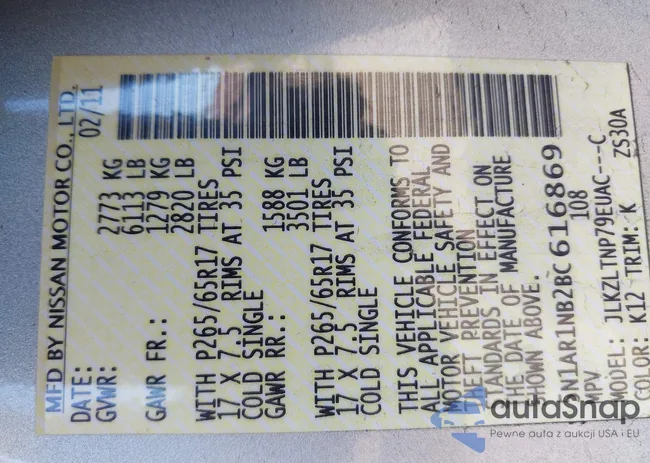 MFD BY NISSAN MOTOR CO.,LTD.
DATE: 02/11
GVWR: 2773 KG
6113 LB
GAWR FR.: 1279 KG
2820 LB
WITH P265/65R17 TIRES
17 X 7.5 RIMS AT 35 PSI
COLD SINGLE
GAWR RR.: 1588 KG
3501 LB
WITH P265/65R17 TIRES
17 X 7.5 RIMS AT 35 PSI
COLD SINGLE
THIS VEHICLE CONFORMS TO
ALL APPLICABLE FEDERAL
MOTOR VEHICLE SAFETY AND
THEFT PREVENTION
STANDARDS IN EFFECT ON
THE DATE OF MANUFACTURE
SHOWN ABOVE.
5N1AR1NB2BC616869
MPV 108
MODEL: JLKZLTNP79EUAC---C
COLOR: K12 TRIM: K ZS30A
autoSnap
Pewne auta z aukcji USA i EU